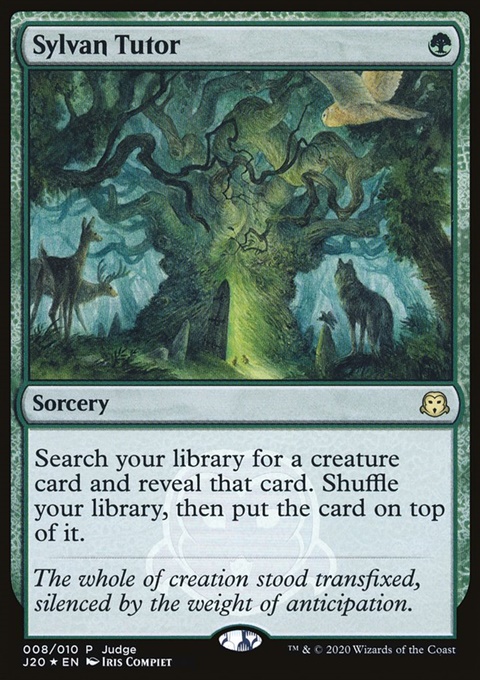 Sylvan Tutor
Sorcery
Search your library for a creature
card and reveal that card. Shuffle
your library, then put the card on top
of it.
The whole of creation stood transfixed,
silenced by the weight of anticipation.
008/010 P Judge
J20 ★ EN Iris Compiet
™ & © 2020 Wizards of the Coast